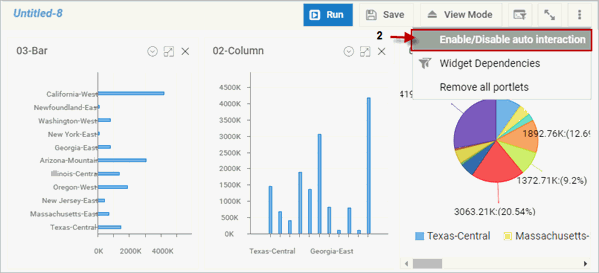 Untitled-8
Run
Save
View Mode
2
Enable/Disable auto interaction
Widget Dependencies
Remove all portlets
03-Bar
California-West
Newfoundland-East
Washington-West
New York-East
Georgia-East
Arizona-Mountain
Illinois-Centra
Oregon-West
New Jersey-East
Massachusetts-East
Texas-Central
0K
2000K
4000K
02-Column
4500K
4000K
3500K
3000K
2500K
2000K
1500K
1000K
500K
0K
Texas-Central
Georgia-East
1892.76K:(12.6
1372.71K:(9.2%)
3063.21K:(20.54%)
Texas-Central
Massachusetts-